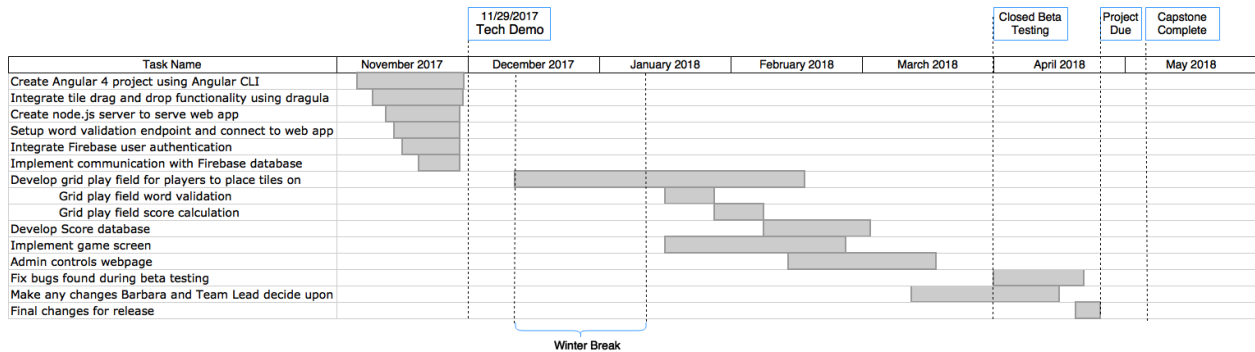 11/29/2017
Tech Demo
Closed Beta
Testing
Project
Due
Capstone
Complete
Task Name
November 2017
December 2017
January 2018
February 2018
March 2018
April 2018
May 2018
Create Angular 4 project using Angular CLI
Integrate tile drag and drop functionality using dragula
Create node.js server to serve web app
Setup word validation endpoint and connect to web app
Integrate Firebase user authentication
Implement communication with Firebase database
Develop grid play field for players to place tiles on
Grid play field word validation
Grid play field score calculation
Develop Score database
Implement game screen
Admin controls webpage
Fix bugs found during beta testing
Make any changes Barbara and Team Lead decide upon
Final changes for release
Winter Break